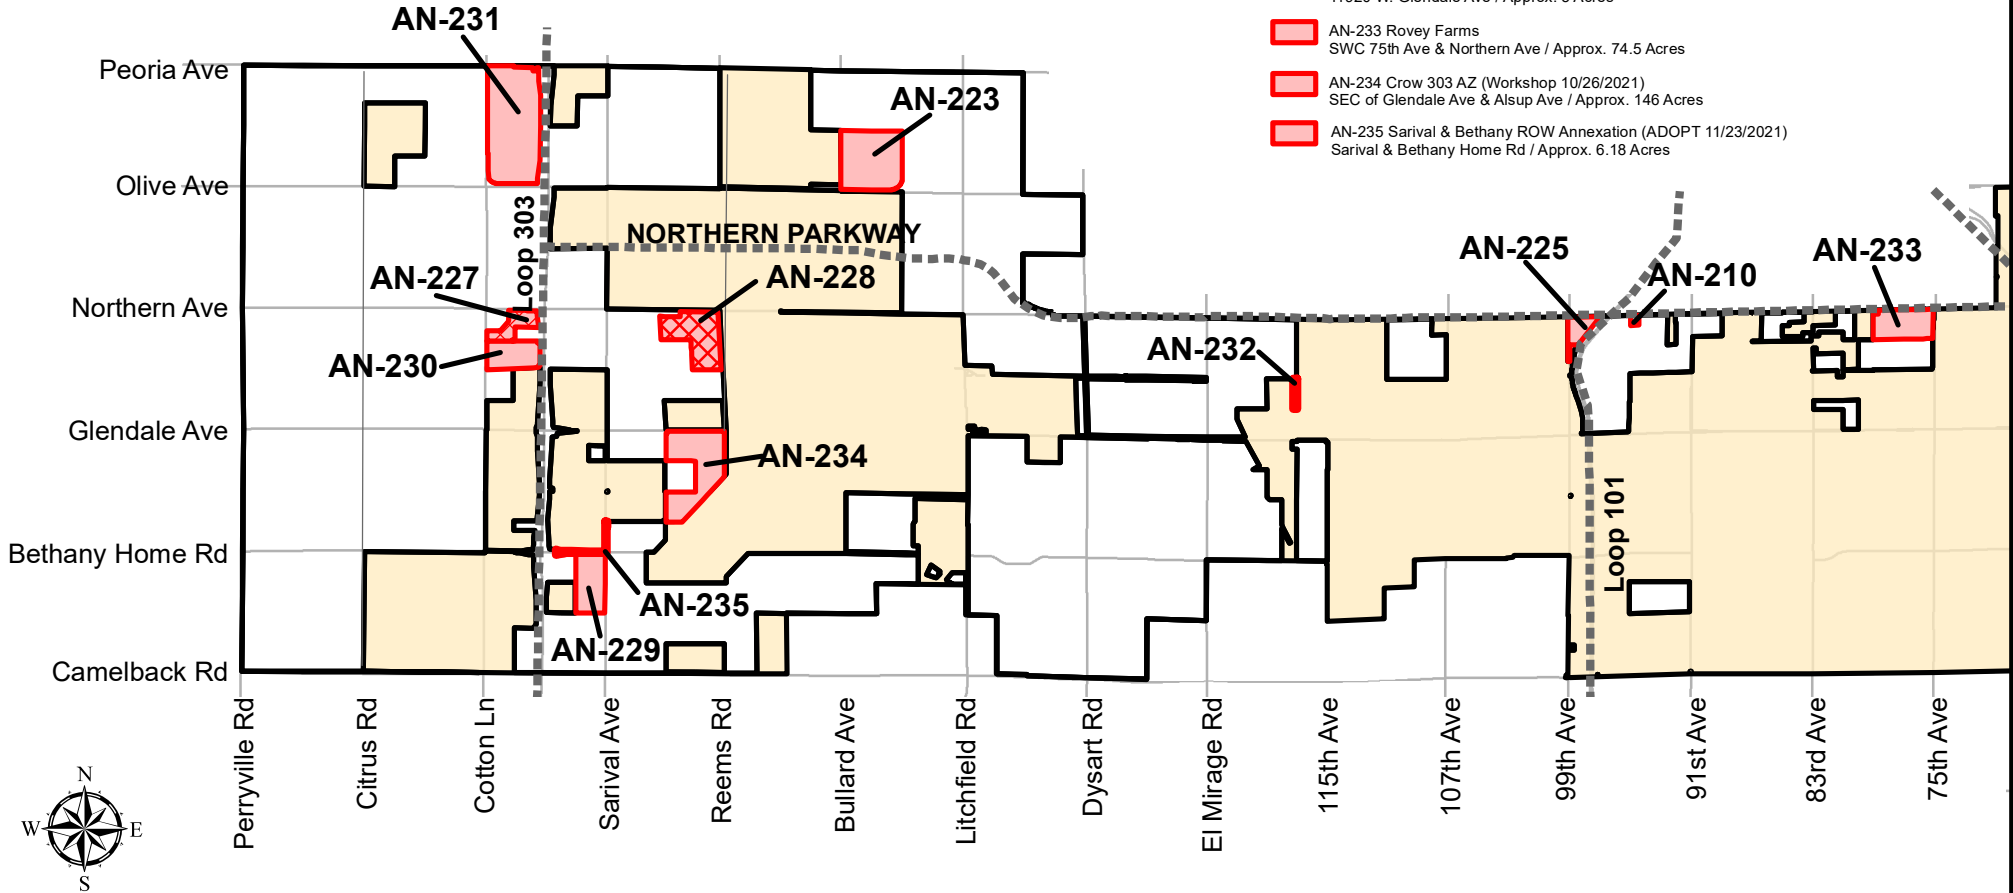 11529 W. Glendale Ave / Approx. 5 Acres
AN-233 Rovey Farms
SWC 75th Ave & Northern Ave / Approx. 74.5 Acres
AN-234 Crow 303 AZ (Workshop 10/26/2021)
SEC of Glendale Ave & Alsup Ave / Approx. 146 Acres
AN-235 Sarival & Bethany ROW Annexation (ADOPT 11/23/2021)
Sarival & Bethany Home Rd / Approx. 6.18 Acres
AN-231
Peoria Ave
AN-223
Olive Ave
Loop 303
NORTHERN PARKWAY
AN-225
AN-210
AN-233
AN-227
AN-228
Northern Ave
AN-230
AN-232
Glendale Ave
AN-234
Loop 101
Bethany Home Rd
AN-235
AN-229
Camelback Rd
Perryville Rd
Citrus Rd
Cotton Ln
Sarival Ave
Reems Rd
Bullard Ave
Litchfield Rd
Dysart Rd
El Mirage Rd
115th Ave
107th Ave
99th Ave
91st Ave
83rd Ave
75th Ave
N
W
E
S